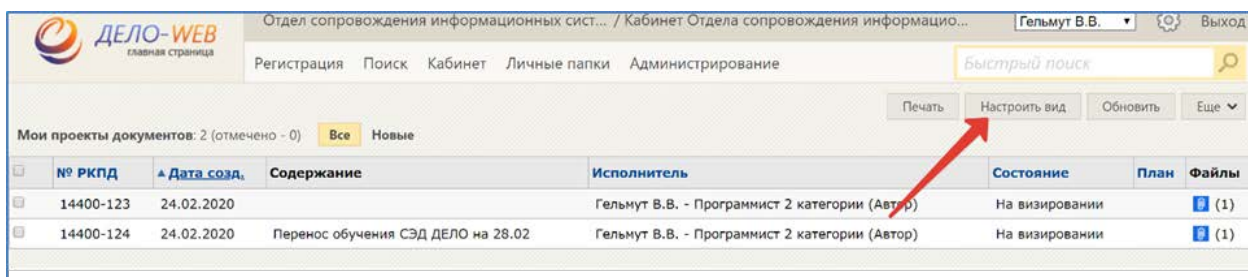 ДЕЛО-WEB
главная страница
Отдел сопровождения информационных сист... / Кабинет Отдела сопровождения информацио...
Гельмут В.В.
Выход
Регистрация Поиск Кабинет Личные папки Администрирование
Быстрый поиск
Печать Настроить вид Обновить Еще
Мои проекты документов: 2 (отмечено - 0) Все Новые
№ РКПД Дата созд. Содержание Исполнитель Состояние План Файлы
14400-123 24.02.2020 Гельмут В.В. - Программист 2 категории (Автор) На визировании (1)
14400-124 24.02.2020 Перенос обучения СЭД ДЕЛО на 28.02 Гельмут В.В. - Программист 2 категории (Автор) На визировании (1)